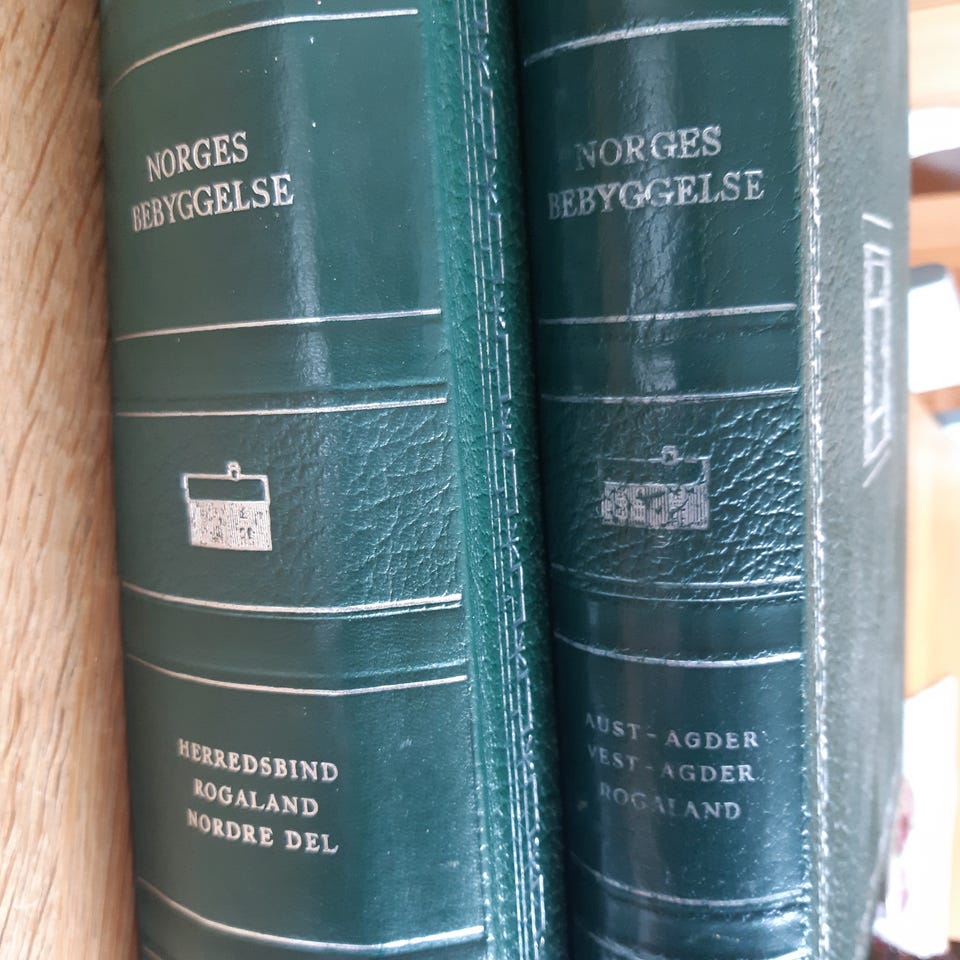 NORGES
BEBYGGELSE
HERREDSBIND
ROGALAND
NORDRE DEL
NORGES
BEBYGGELSE
AUST-AGDER
VEST-AGDER
ROGALAND